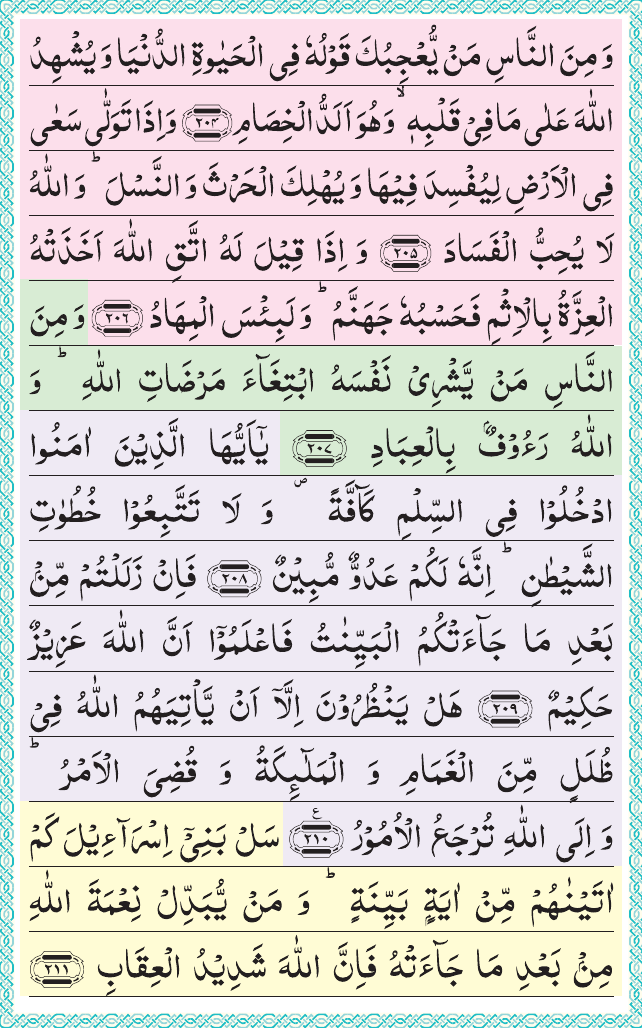 وَ مِنَ النَّاسِ مَنْ يُّعْجِبُكَ قَوْلُهٗ فِی الْحَیٰوةِ الدُّنْیَا وَ یُشْهِدُ
اللّٰهَ عَلٰی مَا فِیْ قَلْبِهٖ ۙ وَ هُوَ اَلَدُّ الْخِصَامِ ﴿۲۰۴﴾ وَ اِذَا تَوَلّٰی سَعٰی
فِی الْاَرْضِ لِیُفْسِدَ فِیْهَا وَ یُهْلِكَ الْحَرْثَ وَ النَّسْلَ ؕ وَ اللّٰهُ
لَا یُحِبُّ الْفَسَادَ ﴿۲۰۵﴾ وَ اِذَا قِیْلَ لَهُ اتَّقِ اللّٰهَ اَخَذَتْهُ
الْعِزَّةُ بِالْاِثْمِ فَحَسْبُهٗ جَهَنَّمُ ؕ وَ لَبِئْسَ الْمِهَادُ ﴿۲۰۶﴾ وَ مِنَ
النَّاسِ مَنْ یَّشْرِیْ نَفْسَهُ ابْتِغَآءَ مَرْضَاتِ اللّٰهِ ؕ وَ
اللّٰهُ رَءُوْفٌۢ بِالْعِبَادِ ﴿۲۰۷﴾ یٰۤاَیُّهَا الَّذِیْنَ اٰمَنُوا
ادْخُلُوْا فِی السِّلْمِ كَآفَّةً ۪ وَ لَا تَتَّبِعُوْا خُطُوٰتِ
الشَّیْطٰنِ ؕ اِنَّهٗ لَكُمْ عَدُوٌّ مُّبِیْنٌ ﴿۲۰۸﴾ فَاِنْ زَلَلْتُمْ مِّنْۢ
بَعْدِ مَا جَآءَتْكُمُ الْبَیِّنٰتُ فَاعْلَمُوْۤا اَنَّ اللّٰهَ عَزِیْزٌ
حَكِیْمٌ ﴿۲۰۹﴾ هَلْ یَنْظُرُوْنَ اِلَّاۤ اَنْ یَّاْتِیَهُمُ اللّٰهُ فِیْ
ظُلَلٍ مِّنَ الْغَمَامِ وَ الْمَلٰٓىِٕكَةُ وَ قُضِیَ الْاَمْرُ ؕ
وَ اِلَی اللّٰهِ تُرْجَعُ الْاُمُوْرُ ﴿۲۱۰﴾ ع سَلْ بَنِیْۤ اِسْرَآءِیْلَ كَمْ
اٰتَیْنٰهُمْ مِّنْ اٰیَةٍۭ بَیِّنَةٍ ؕ وَ مَنْ یُّبَدِّلْ نِعْمَةَ اللّٰهِ
مِنْۢ بَعْدِ مَا جَآءَتْهُ فَاِنَّ اللّٰهَ شَدِیْدُ الْعِقَابِ ﴿۲۱۱﴾